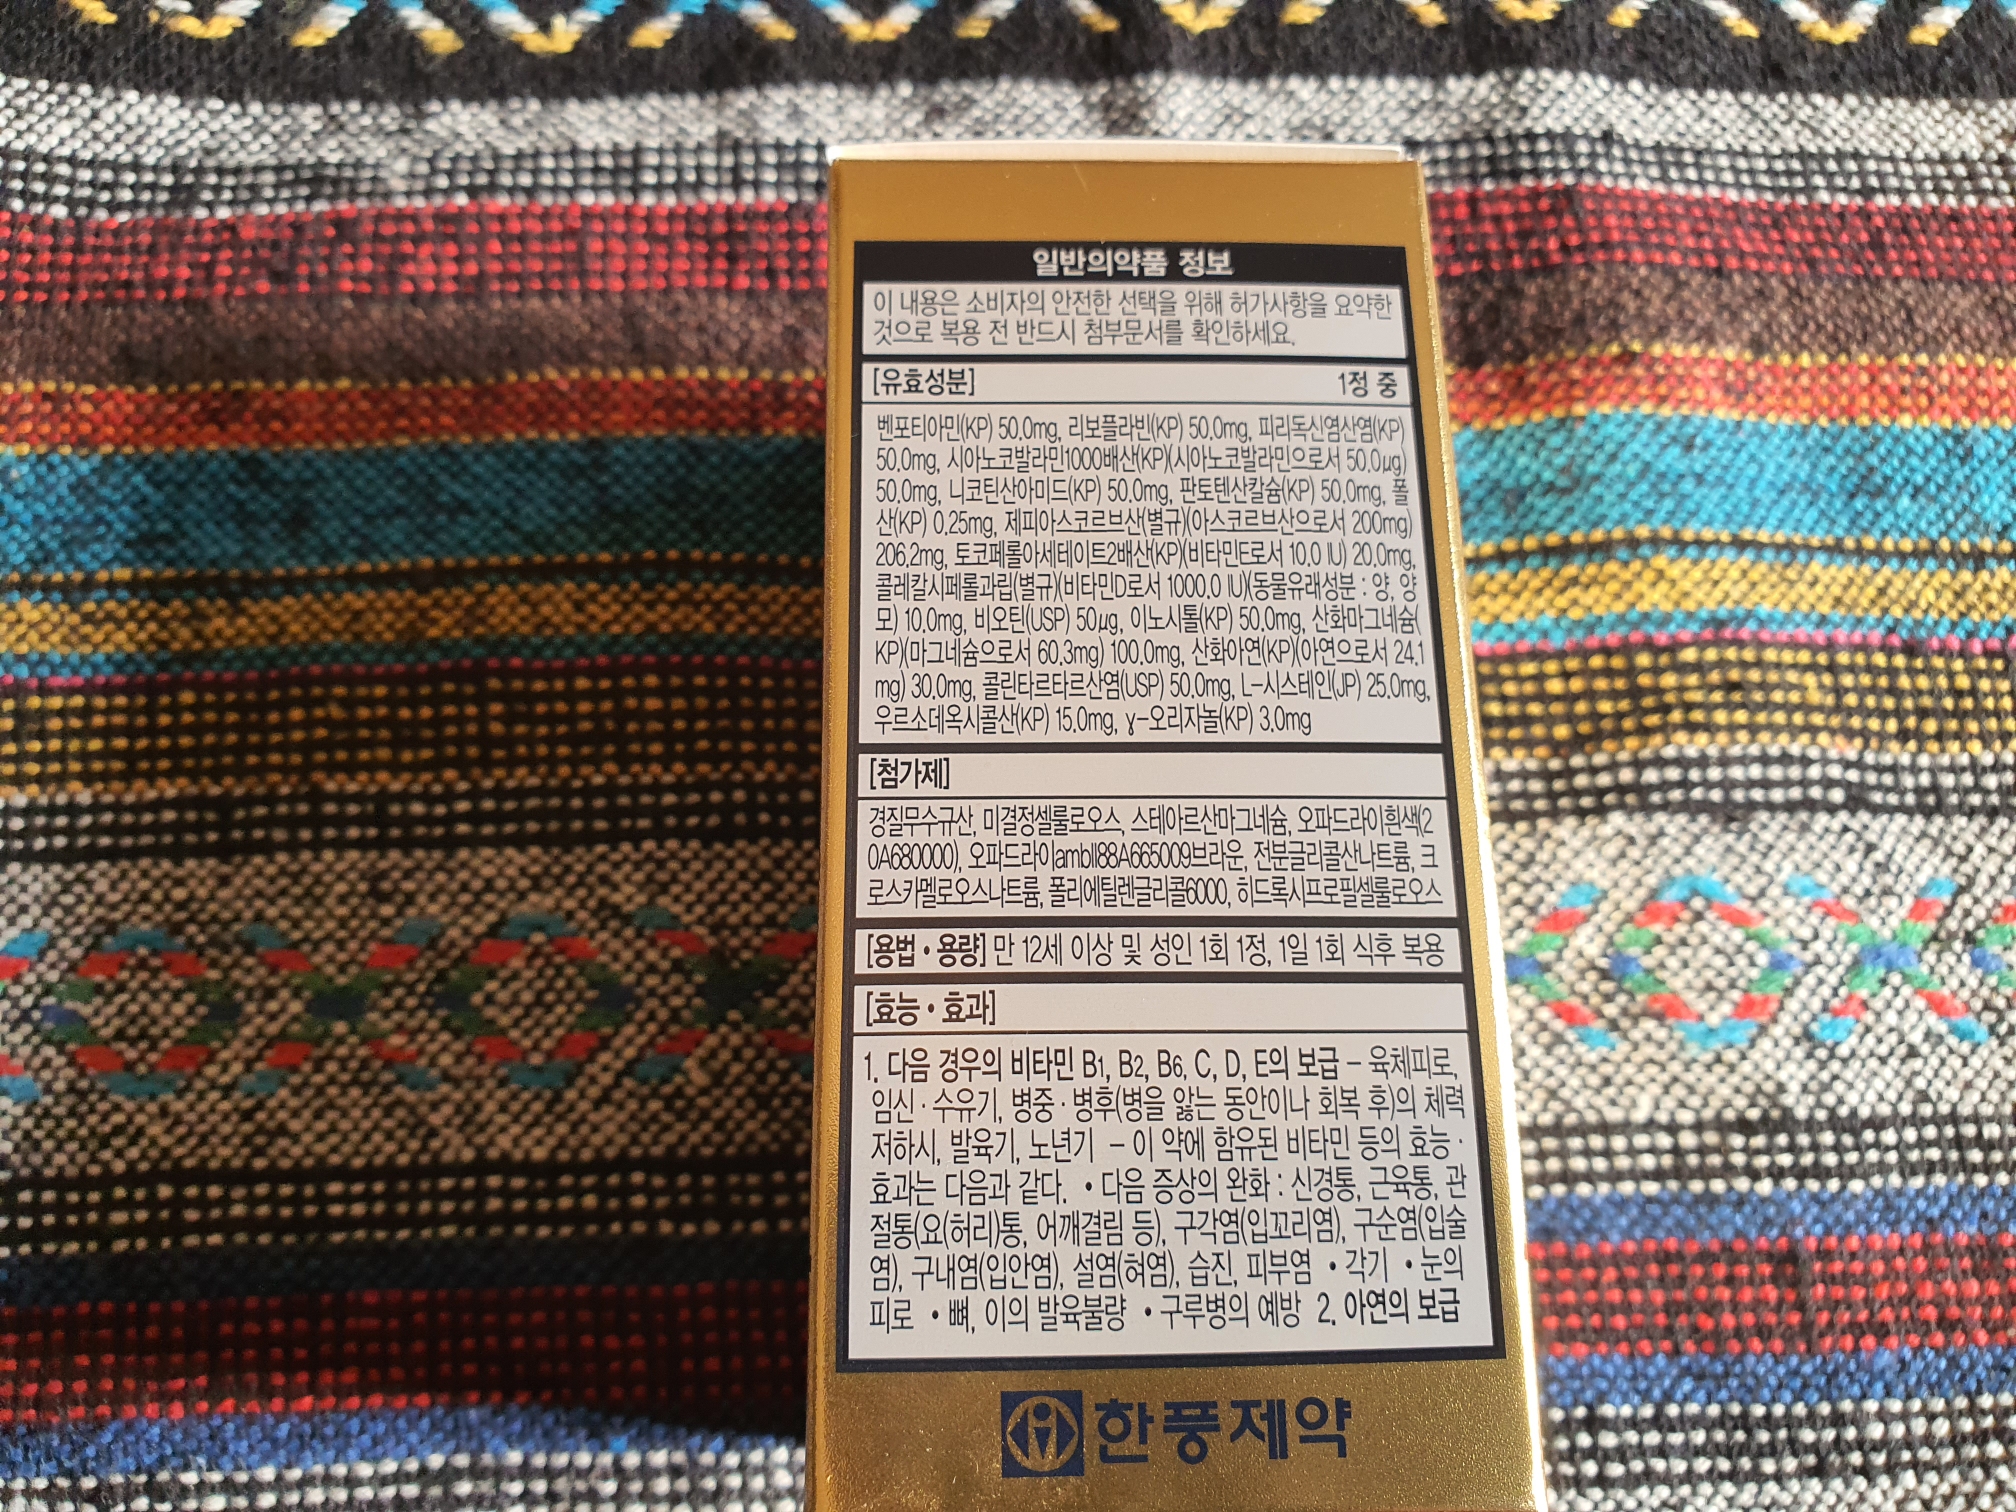 일반의약품 정보
이 내용은 소비자의 안전한 선택을 위해 허가사항을 요약한
것으로 복용 전 반드시 첨부문서를 확인하세요.
[유효성분] 1정 중
벤포티아민(KP) 50.0mg, 리보플라빈(KP) 50.0mg, 피리독신염산염(KP)
50.0mg, 시아노코발라민1000배산(KP)(시아노코발라민으로서 50.0μg)
50.0mg, 니코틴산아미드(KP) 50.0mg, 판토텐산칼슘(KP) 50.0mg, 폴
산(KP) 0.25mg, 제피아스코르브산(별규)(아스코르브산으로서 200mg)
206.2mg, 토코페롤아세테이트2배산(KP)(비타민E로서 10.0 IU) 20.0mg,
콜레칼시페롤과립(별규)(비타민D로서 1000.0 IU)(동물유래성분 : 양, 양
모) 10.0mg, 비오틴(USP) 50μg, 이노시톨(KP) 50.0mg, 산화마그네슘(
KP)(마그네슘으로서 60.3mg) 100.0mg, 산화아연(KP)(아연으로서 24.1
mg) 30.0mg, 콜린타르타르산염(USP) 50.0mg, L-시스테인(JP) 25.0mg,
우르소데옥시콜산(KP) 15.0mg, γ-오리자놀(KP) 3.0mg
[첨가제]
경질무수규산, 미결정셀룰로오스, 스테아르산마그네슘, 오파드라이흰색(2
0A680000), 오파드라이ambII88A665009브라운, 전분글리콜산나트륨, 크
로스카멜로오스나트륨, 폴리에틸렌글리콜6000, 히드록시프로필셀룰로오스
[용법·용량] 만 12세 이상 및 성인 1회 1정, 1일 1회 식후 복용
[효능·효과]
1. 다음 경우의 비타민 B1, B2, B6, C, D, E의 보급 – 육체피로,
임신·수유기, 병중·병후(병을 앓는 동안이나 회복 후)의 체력
저하시, 발육기, 노년기 – 이 약에 함유된 비타민 등의 효능·
효과는 다음과 같다. • 다음 증상의 완화 : 신경통, 근육통, 관
절통(요(허리)통, 어깨결림 등), 구각염(입꼬리염), 구순염(입술
염), 구내염(입안염), 설염(혀염), 습진, 피부염 • 각기 • 눈의
피로 • 뼈, 이의 발육불량 • 구루병의 예방 2. 아연의 보급
한풍제약